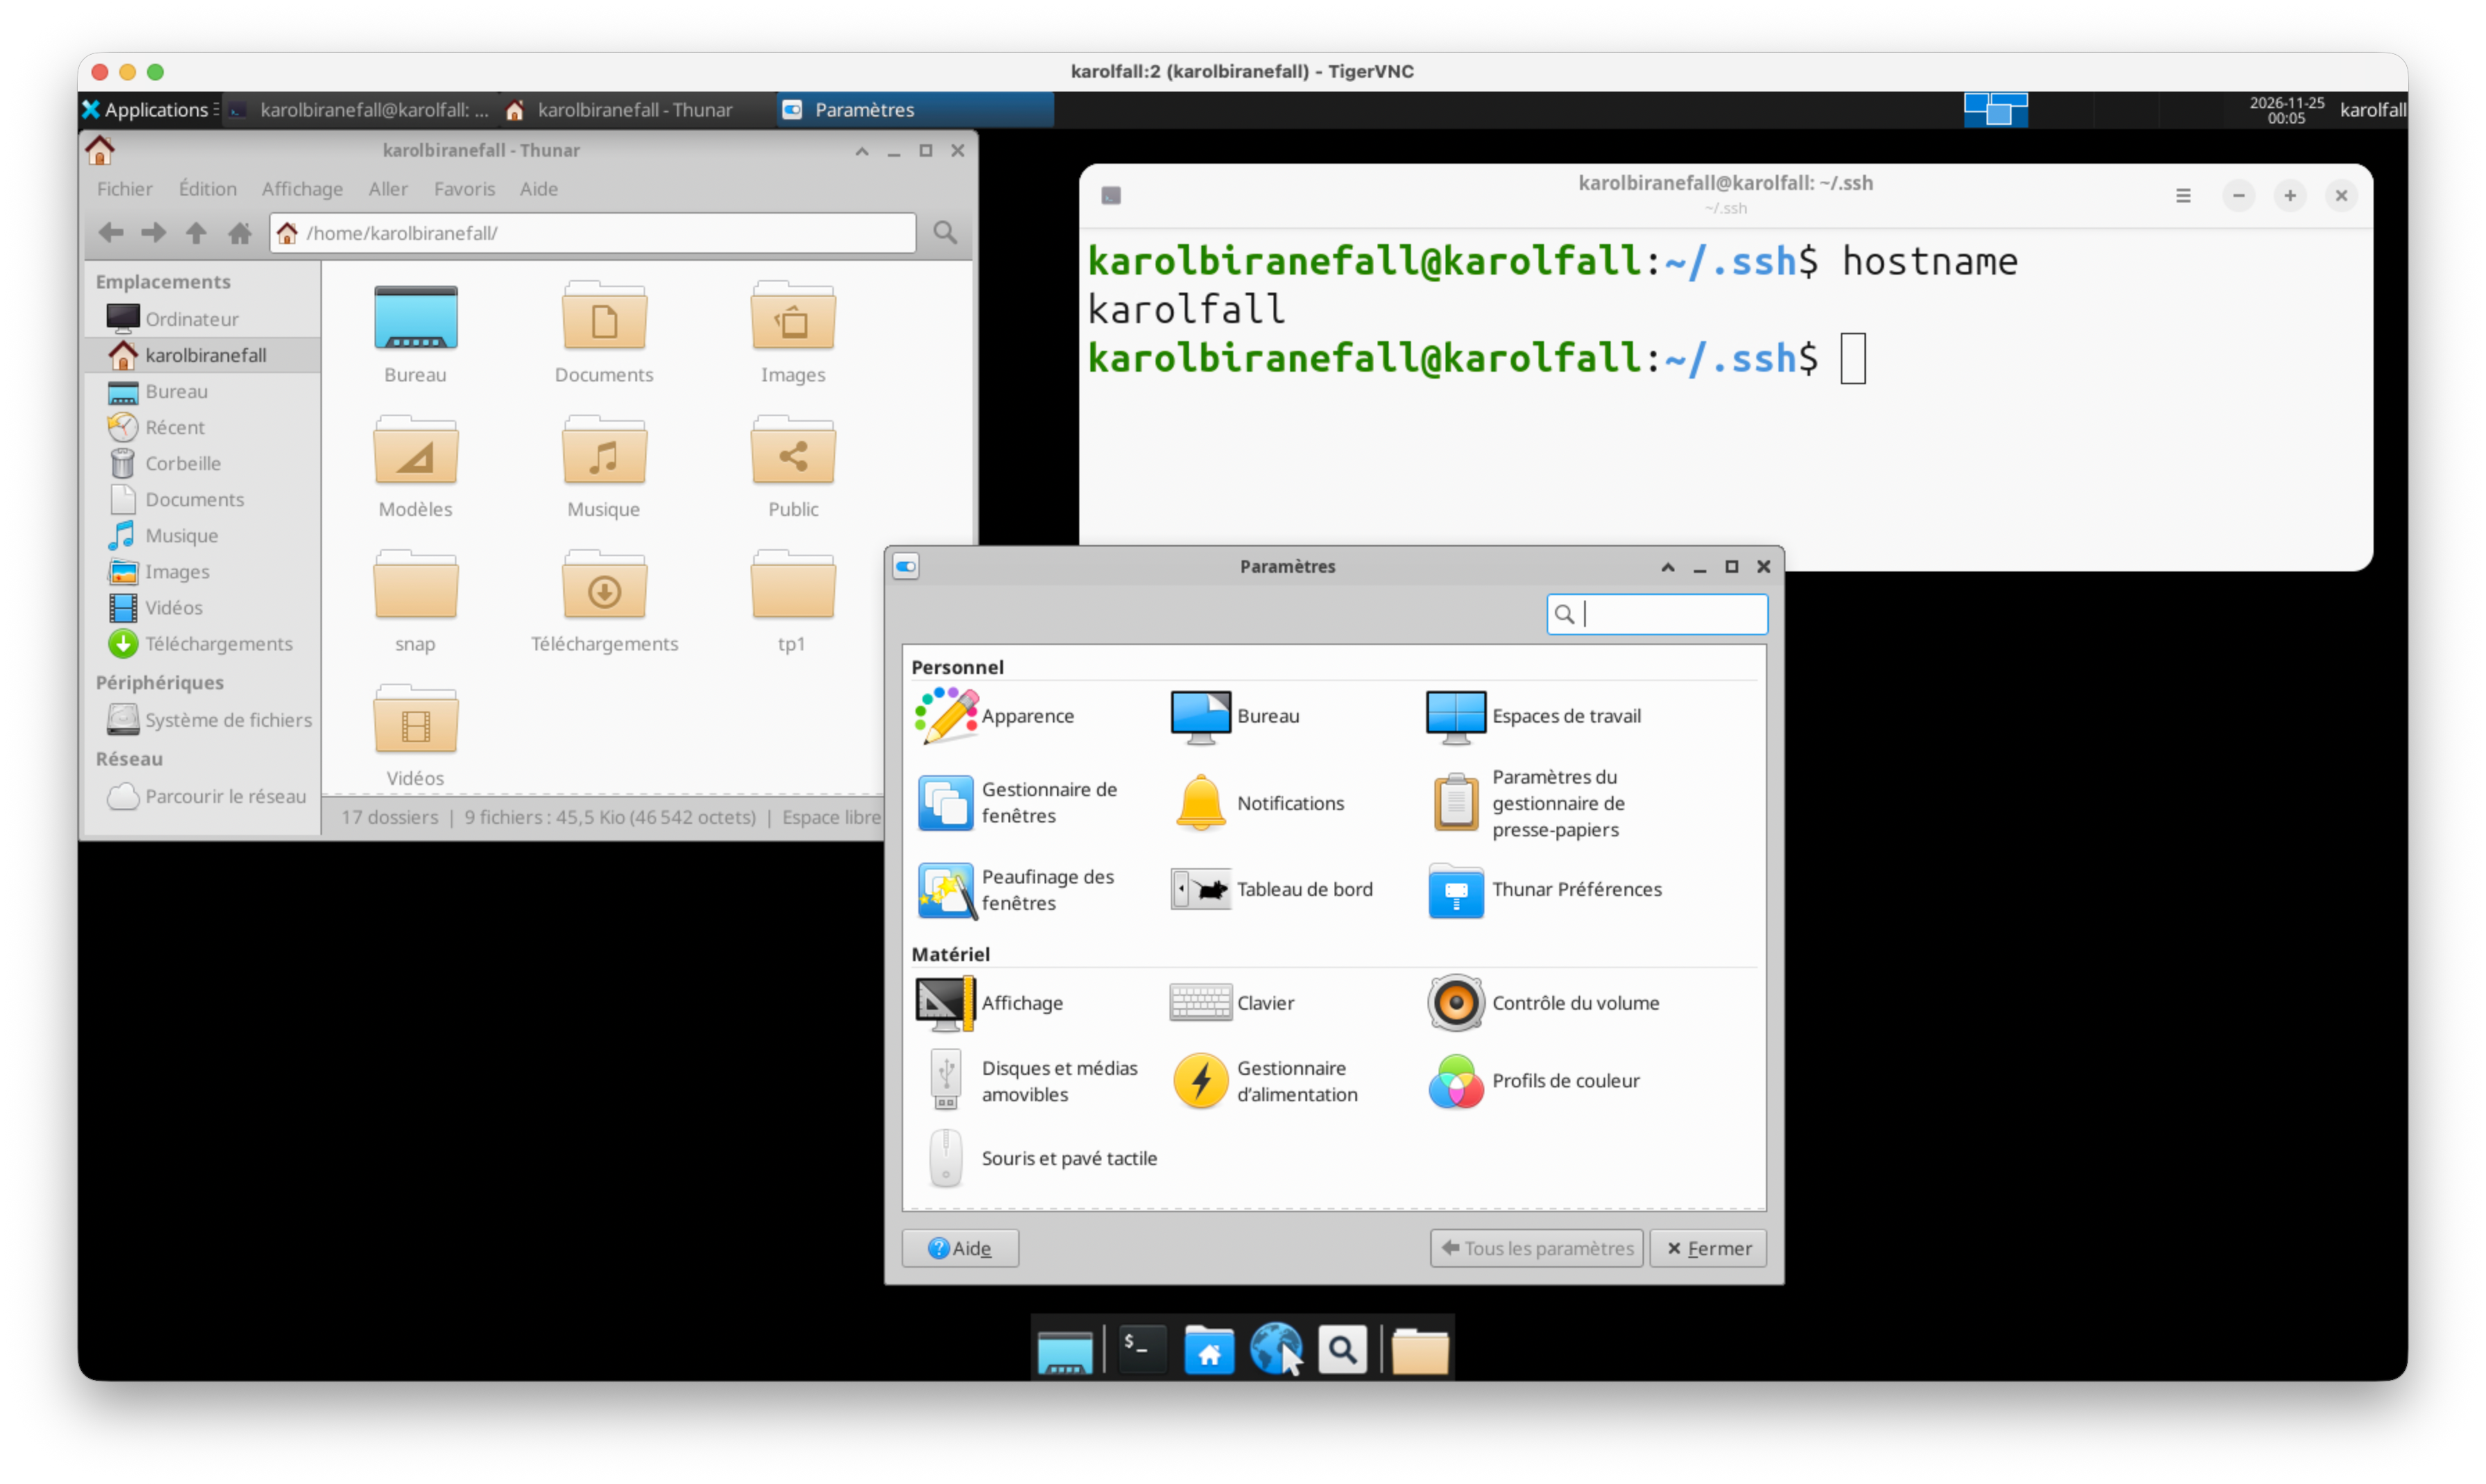 karolfall:2 (karolbiranefall) - TigerVNC
Applications
karolbiranefall@karolfall: ...
karolbiranefall - Thunar
Paramètres
2026-11-25
00:05
karolfall
karolbiranefall - Thunar
Fichier Édition Affichage Aller Favoris Aide
/home/karolbiranefall/
Emplacements
Ordinateur
karolbiranefall
Bureau
Récent
Corbeille
Documents
Musique
Images
Vidéos
Téléchargements
Périphériques
Système de fichiers
Réseau
Parcourir le réseau
Bureau
Documents
Images
Modèles
Musique
Public
snap
Téléchargements
tp1
Vidéos
17 dossiers | 9 fichiers : 45,5 Kio (46 542 octets) | Espace libre
karolbiranefall@karolfall: ~/.ssh
~/.ssh
karolbiranefall@karolfall:~/.ssh$ hostname
karolfall
karolbiranefall@karolfall:~/.ssh$
Paramètres
Personnel
Apparence
Bureau
Espaces de travail
Gestionnaire de
fenêtres
Notifications
Paramètres du
gestionnaire de
presse-papiers
Peaufinage des
fenêtres
Tableau de bord
Thunar Préférences
Matériel
Affichage
Clavier
Contrôle du volume
Disques et médias
amovibles
Gestionnaire
d'alimentation
Profils de couleur
Souris et pavé tactile
Aide
Tous les paramètres
Fermer
$_